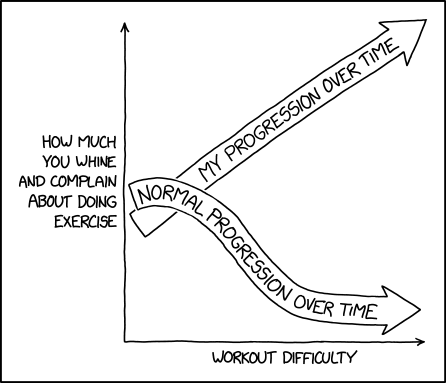 MY PROGRESSION OVER TIME
HOW MUCH
YOU WHINE
AND COMPLAIN
ABOUT DOING
EXERCISE
NORMAL PROGRESSION OVER TIME
WORKOUT DIFFICULTY